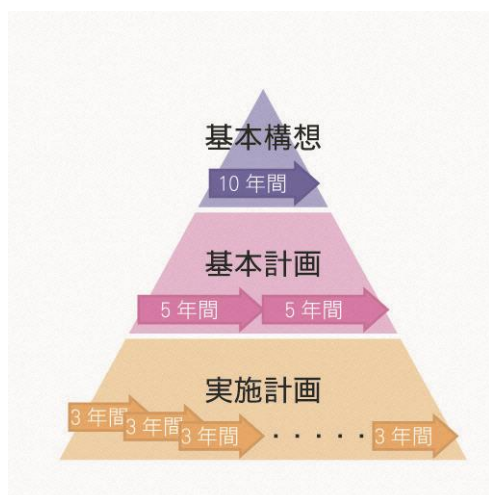 基本構想
10年間
基本計画
5年間 5年間
実施計画
3年間 3年間 3年間 ・・・・・ 3年間